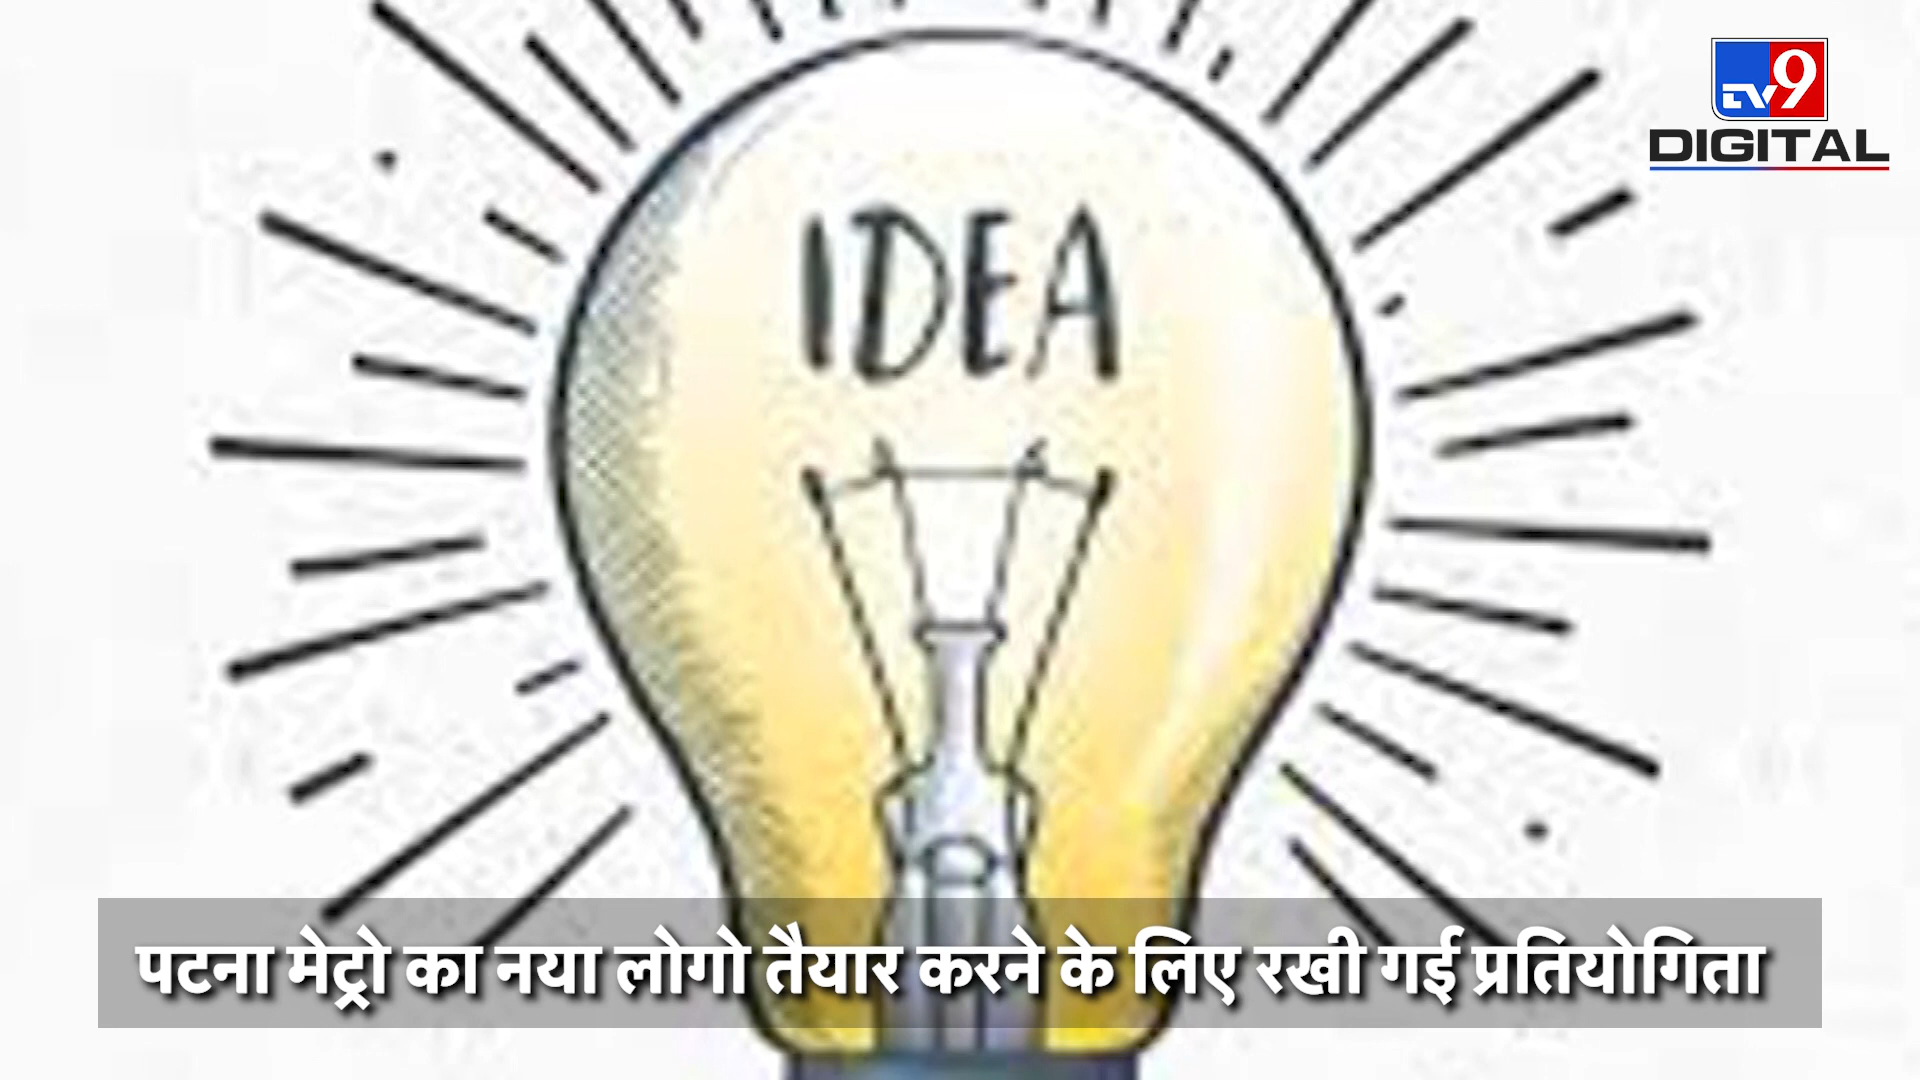 TV9
DIGITAL
IDEA
पटना मेट्रो का नया लोगो तैयार करने के लिए रखी गई प्रतियोगिता